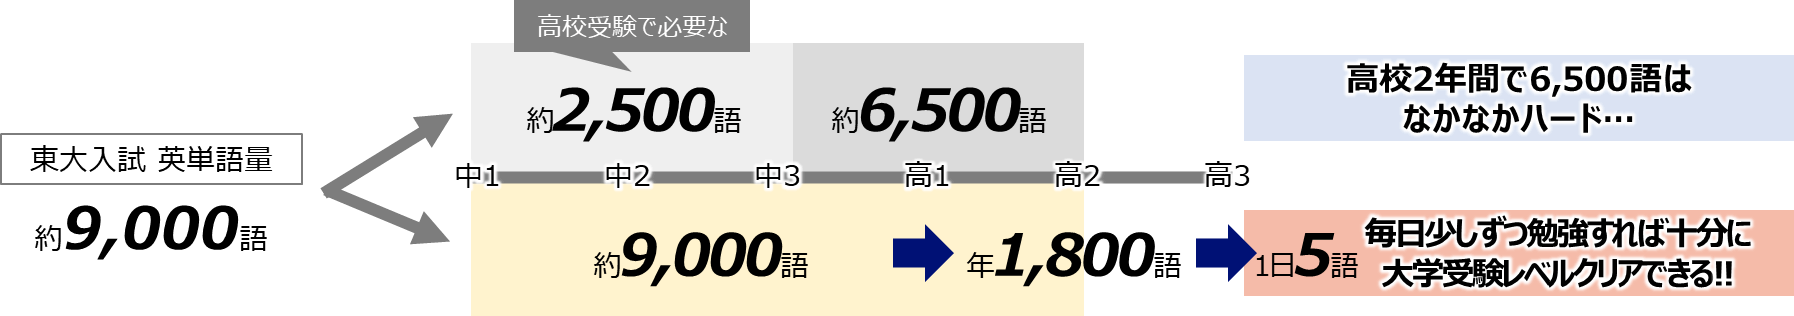 高校受験で必要な
約2,500語
約6,500語
高校2年間で6,500語は
なかなかハード…
東大入試 英単語量
約9,000語
中1 中2 中3 高1 高2 高3
約9,000語
年1,800語
1日5語
毎日少しずつ勉強すれば十分に
大学受験レベルクリアできる!!